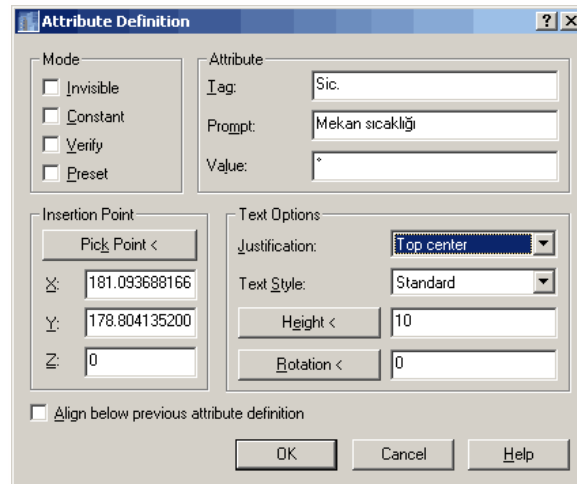 Attribute Definition
Mode
Invisible
Constant
Verify
Preset
Attribute
Tag: Sic.
Prompt: Mekan sıcaklığı
Value: °
Insertion Point
Pick Point <
X: 181.093688166
Y: 178.804135200
Z: 0
Text Options
Justification: Top center
Text Style: Standard
Height < 10
Rotation < 0
Align below previous attribute definition
OK Cancel Help